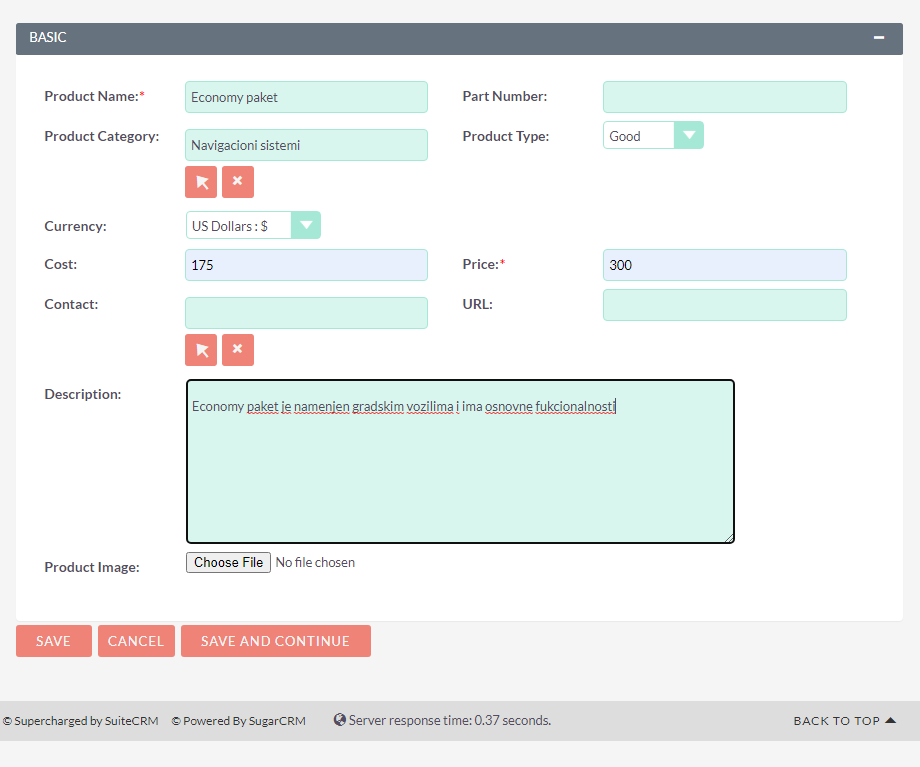 BASIC
Product Name:* Economy paket Part Number:
Product Category: Navigacioni sistemi Product Type: Good
Currency: US Dollars : $
Cost: 175 Price:* 300
Contact: URL:
Description: Economy paket je namenjen gradskim vozilima i ima osnovne fukcionalnosti
Product Image: Choose File No file chosen
SAVE CANCEL SAVE AND CONTINUE
© Supercharged by SuiteCRM © Powered By SugarCRM Server response time: 0.37 seconds. BACK TO TOP